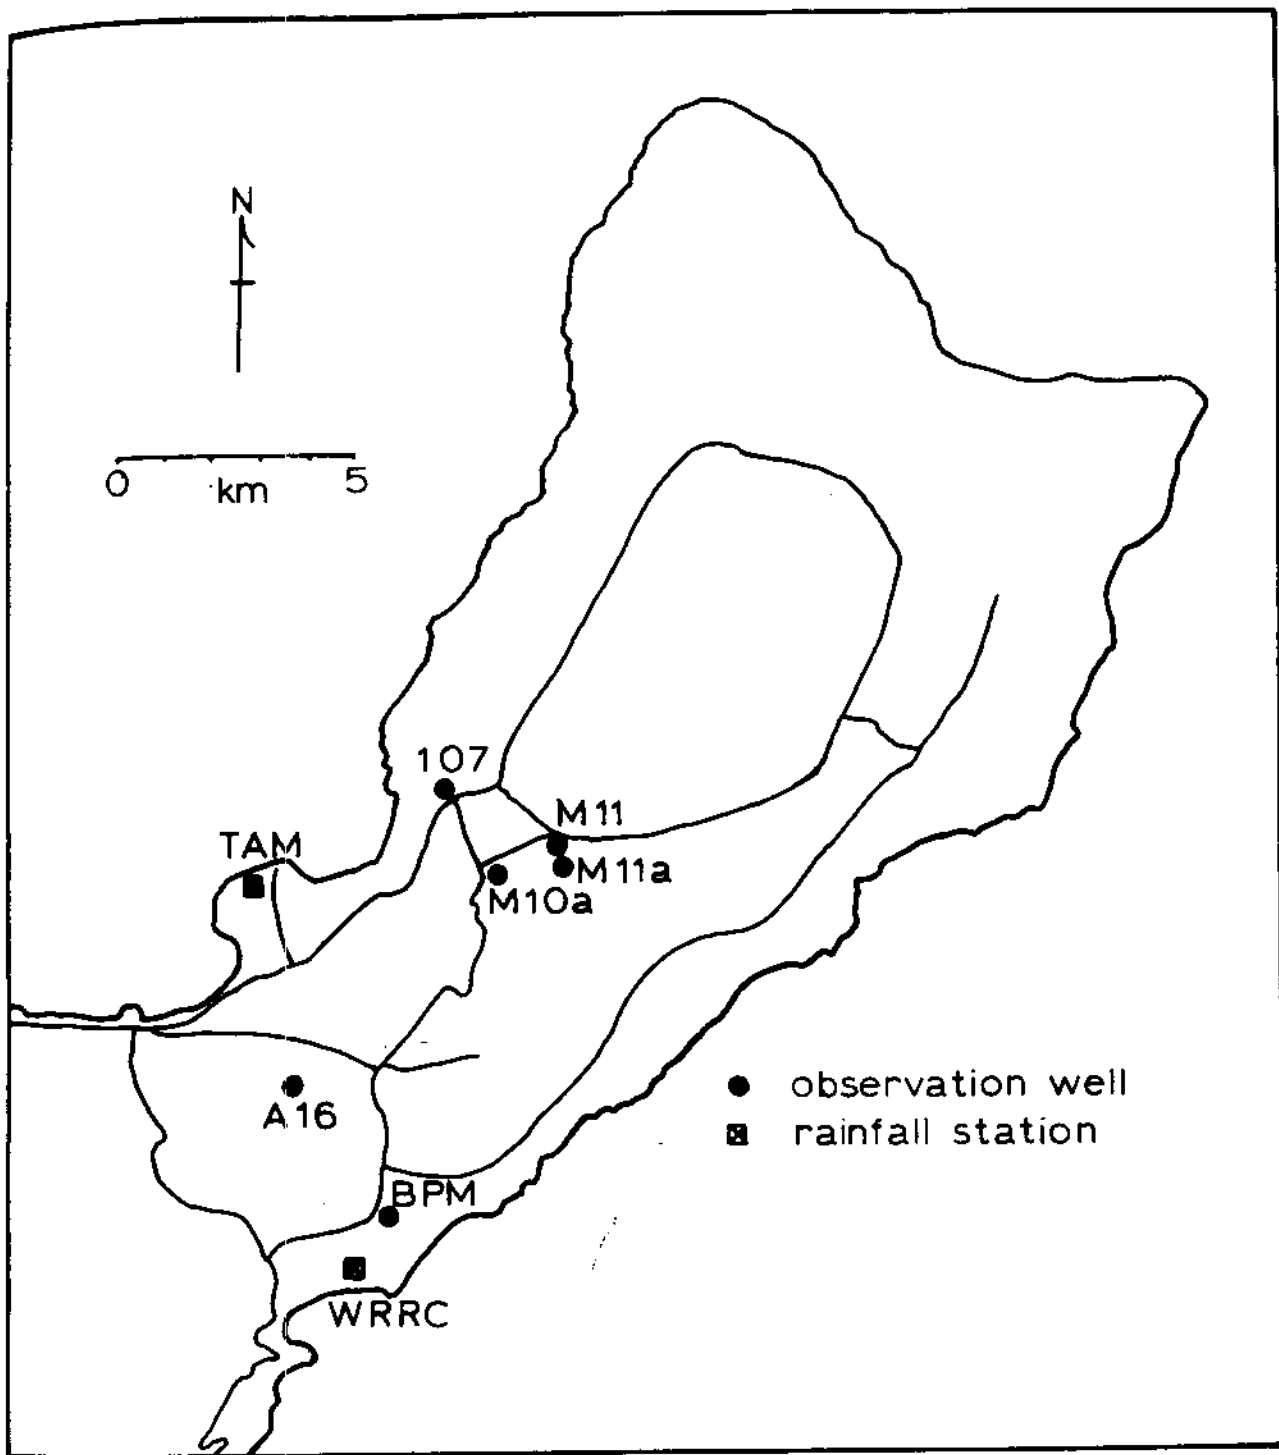 N
0 5
km
107
M11
TAM
M11a
M10a
observation well
A16
rainfall station
BPM
WRRC